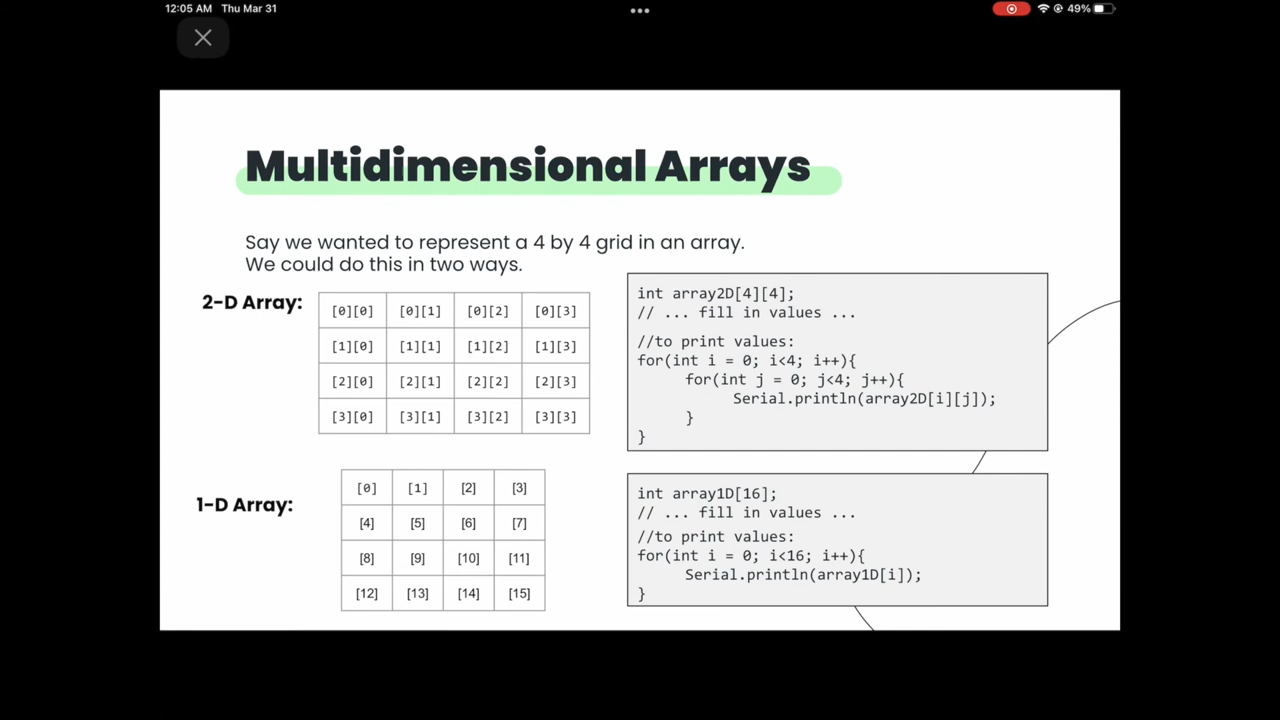 12:05 AM Thu Mar 31
49%
Multidimensional Arrays
Say we wanted to represent a 4 by 4 grid in an array.
We could do this in two ways.
2-D Array:
[0][0] [0][1] [0][2] [0][3]
[1][0] [1][1] [1][2] [1][3]
[2][0] [2][1] [2][2] [2][3]
[3][0] [3][1] [3][2] [3][3]
int array2D[4][4];
// ... fill in values ...
//to print values:
for(int i = 0; i<4; i++){
for(int j = 0; j<4; j++){
Serial.println(array2D[i][j]);
}
}
1-D Array:
[0] [1] [2] [3]
[4] [5] [6] [7]
[8] [9] [10] [11]
[12] [13] [14] [15]
int array1D[16];
// ... fill in values ...
//to print values:
for(int i = 0; i<16; i++){
Serial.println(array1D[i]);
}